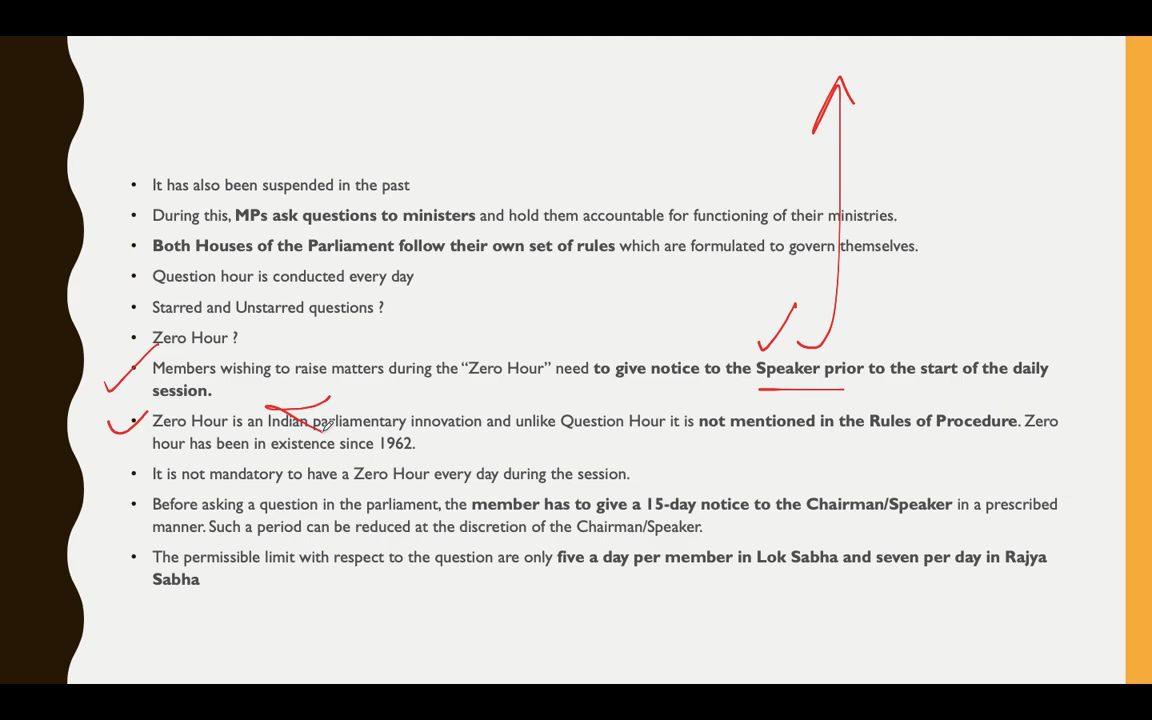 • It has also been suspended in the past
• During this, MPs ask questions to ministers and hold them accountable for functioning of their ministries.
• Both Houses of the Parliament follow their own set of rules which are formulated to govern themselves.
• Question hour is conducted every day
• Starred and Unstarred questions ?
• Zero Hour ?
• Members wishing to raise matters during the “Zero Hour” need to give notice to the Speaker prior to the start of the daily
session.
• Zero Hour is an Indian parliamentary innovation and unlike Question Hour it is not mentioned in the Rules of Procedure. Zero
hour has been in existence since 1962.
• It is not mandatory to have a Zero Hour every day during the session.
• Before asking a question in the parliament, the member has to give a 15-day notice to the Chairman/Speaker in a prescribed
manner. Such a period can be reduced at the discretion of the Chairman/Speaker.
• The permissible limit with respect to the question are only five a day per member in Lok Sabha and seven per day in Rajya
Sabha